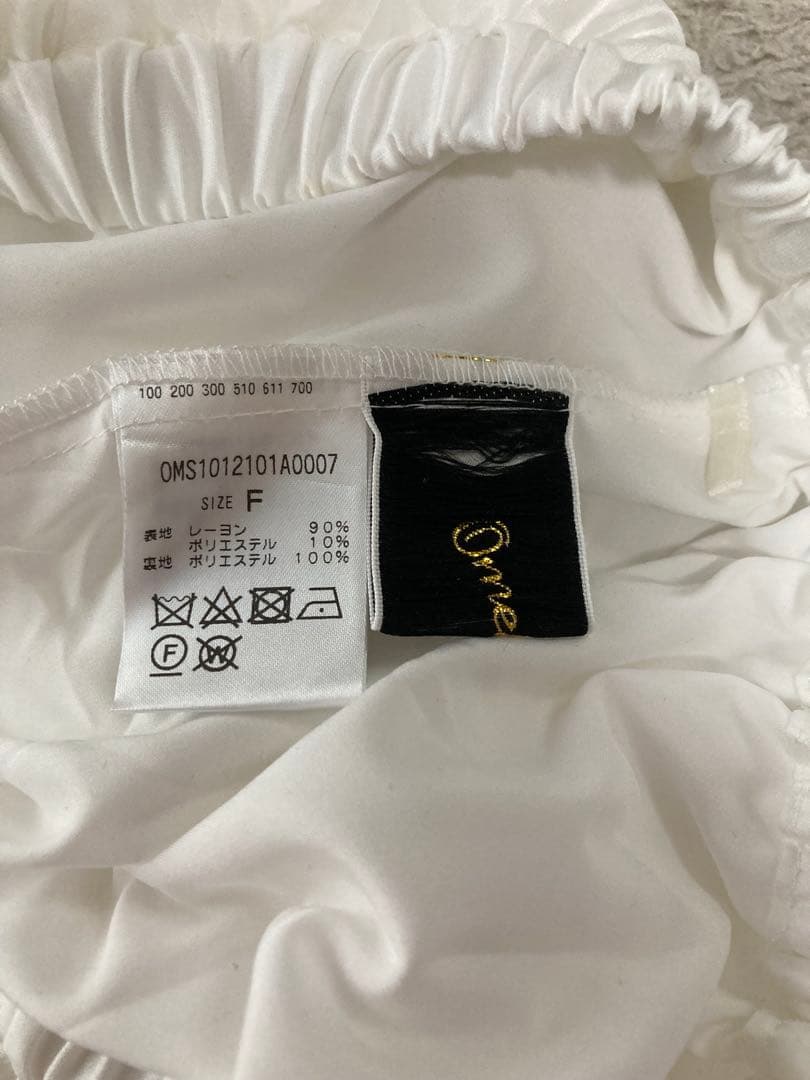 100 200 300 510 611 700
OMS1012101A0007
SIZE F
表地 レーヨン 90%
ポリエステル 10%
裏地 ポリエステル 100%
F
W